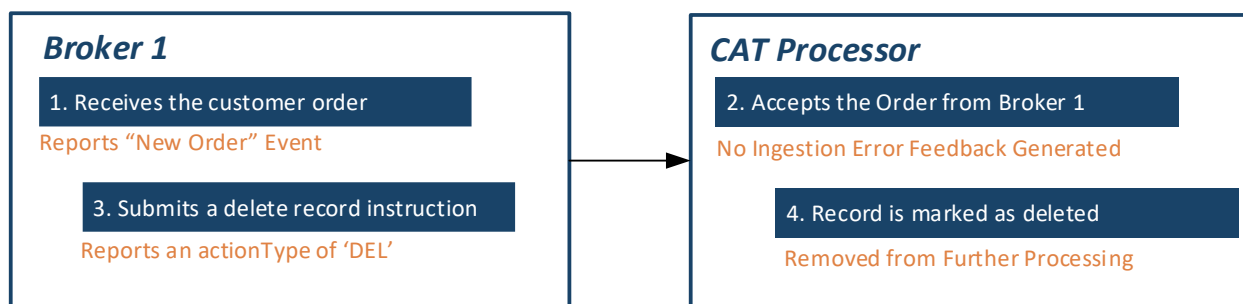 Broker 1
1. Receives the customer order
Reports “New Order” Event
3. Submits a delete record instruction
Reports an actionType of ‘DEL’
CAT Processor
2. Accepts the Order from Broker 1
No Ingestion Error Feedback Generated
4. Record is marked as deleted
Removed from Further Processing